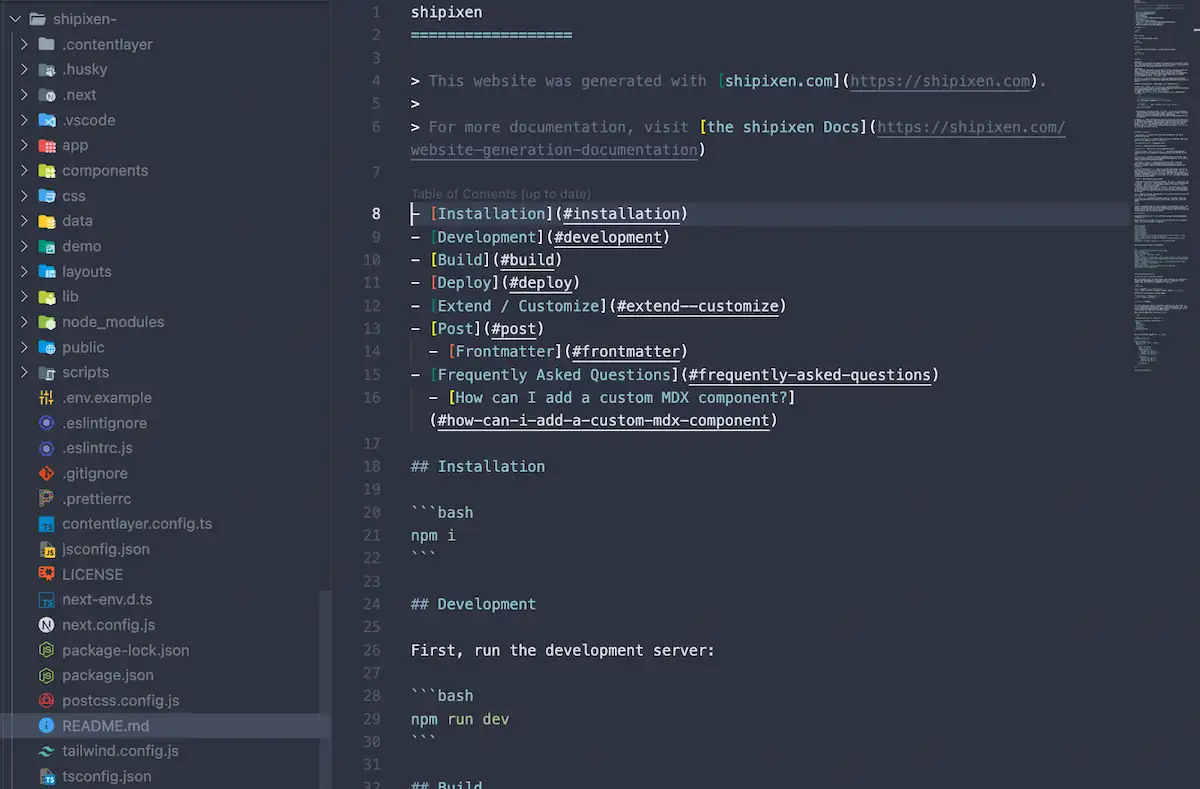 shipixen-
.contentlayer
.husky
.next
.vscode
app
components
css
data
demo
layouts
lib
node_modules
public
scripts
.env.example
.eslintignore
.eslintrc.js
.gitignore
.prettierrc
contentlayer.config.ts
jsconfig.json
LICENSE
next-env.d.ts
next.config.js
package-lock.json
package.json
postcss.config.js
README.md
tailwind.config.js
tsconfig.json
1 shipixen
2 ==================
3
4 > This website was generated with [shipixen.com](https://shipixen.com).
5 >
6 > For more documentation, visit [the shipixen Docs](https://shipixen.com/
website-generation-documentation)
7
Table of Contents (up to date)
8 - [Installation](#installation)
9 - [Development](#development)
10 - [Build](#build)
11 - [Deploy](#deploy)
12 - [Extend / Customize](#extend--customize)
13 - [Post](#post)
14 - [Frontmatter](#frontmatter)
15 - [Frequently Asked Questions](#frequently-asked-questions)
16 - [How can I add a custom MDX component?]
(#how-can-i-add-a-custom-mdx-component)
17
18 ## Installation
19
20 ```bash
21 npm i
22 ```
23
24 ## Development
25
26 First, run the development server:
27
28 ```bash
29 npm run dev
30 ```
31
32 ## Build